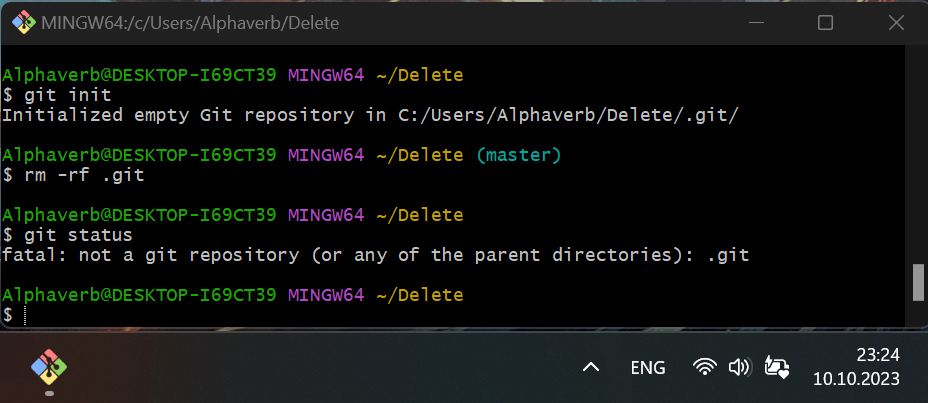 MINGW64:/c/Users/Alphaverb/Delete
Alphaverb@DESKTOP-I69CT39 MINGW64 ~/Delete
$ git init
Initialized empty Git repository in C:/Users/Alphaverb/Delete/.git/
Alphaverb@DESKTOP-I69CT39 MINGW64 ~/Delete (master)
$ rm -rf .git
Alphaverb@DESKTOP-I69CT39 MINGW64 ~/Delete
$ git status
fatal: not a git repository (or any of the parent directories): .git
Alphaverb@DESKTOP-I69CT39 MINGW64 ~/Delete
$
ENG
23:24
10.10.2023